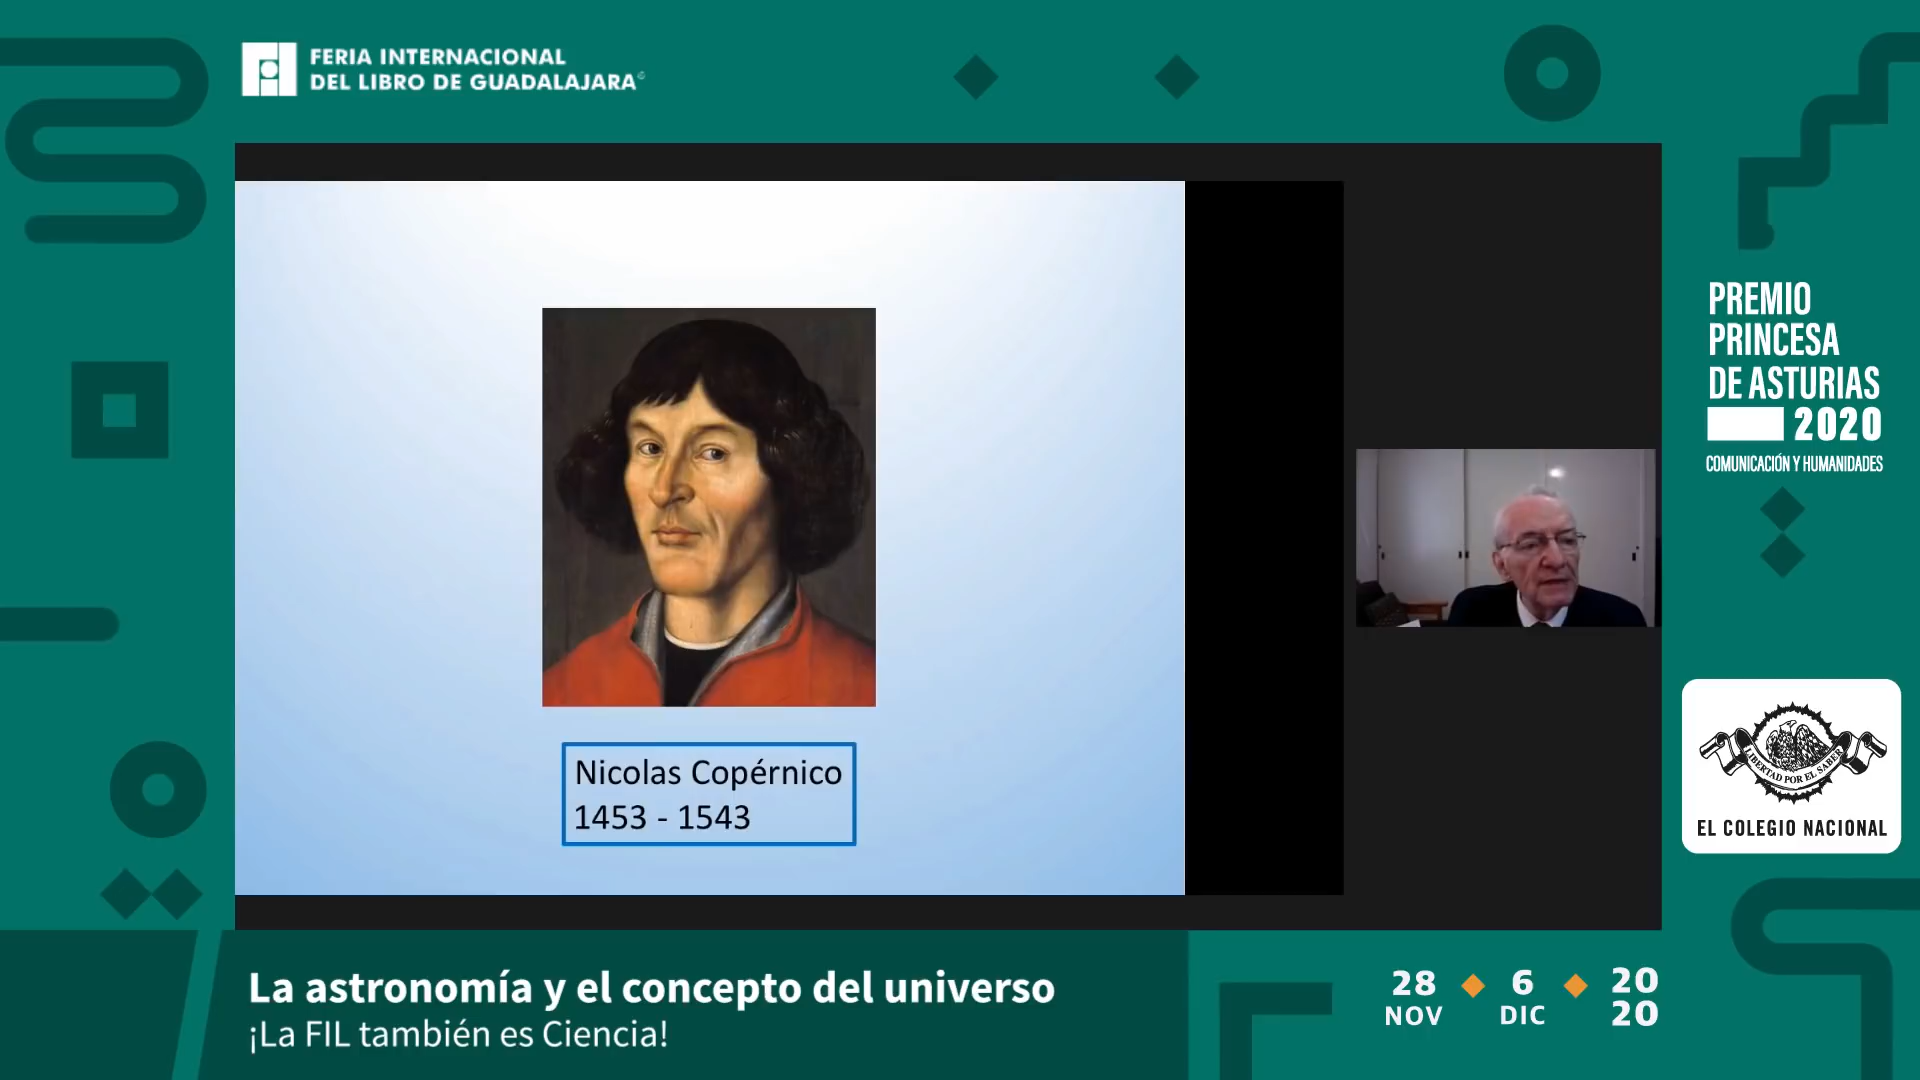 FERIA INTERNACIONAL
DEL LIBRO DE GUADALAJARA
PREMIO
PRINCESA
DE ASTURIAS
2020
COMUNICACIÓN Y HUMANIDADES
Nicolas Copérnico
1453 - 1543
LIBERTAD POR EL SABER
EL COLEGIO NACIONAL
La astronomía y el concepto del universo
¡La FIL también es Ciencia!
28 6 20
NOV DIC 20